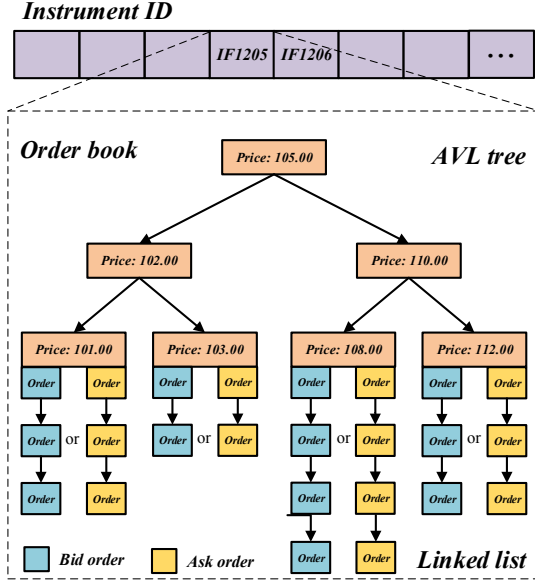 Instrument ID
IF1205 IF1206 ...
Order book AVL tree
Price: 105.00
Price: 102.00 Price: 110.00
Price: 101.00 Price: 103.00 Price: 108.00 Price: 112.00
Order Order Order Order Order Order Order Order
Order or Order Order or Order Order or Order Order or Order
Order Order Order Order Order Order
Order Order
Bid order Ask order Linked list